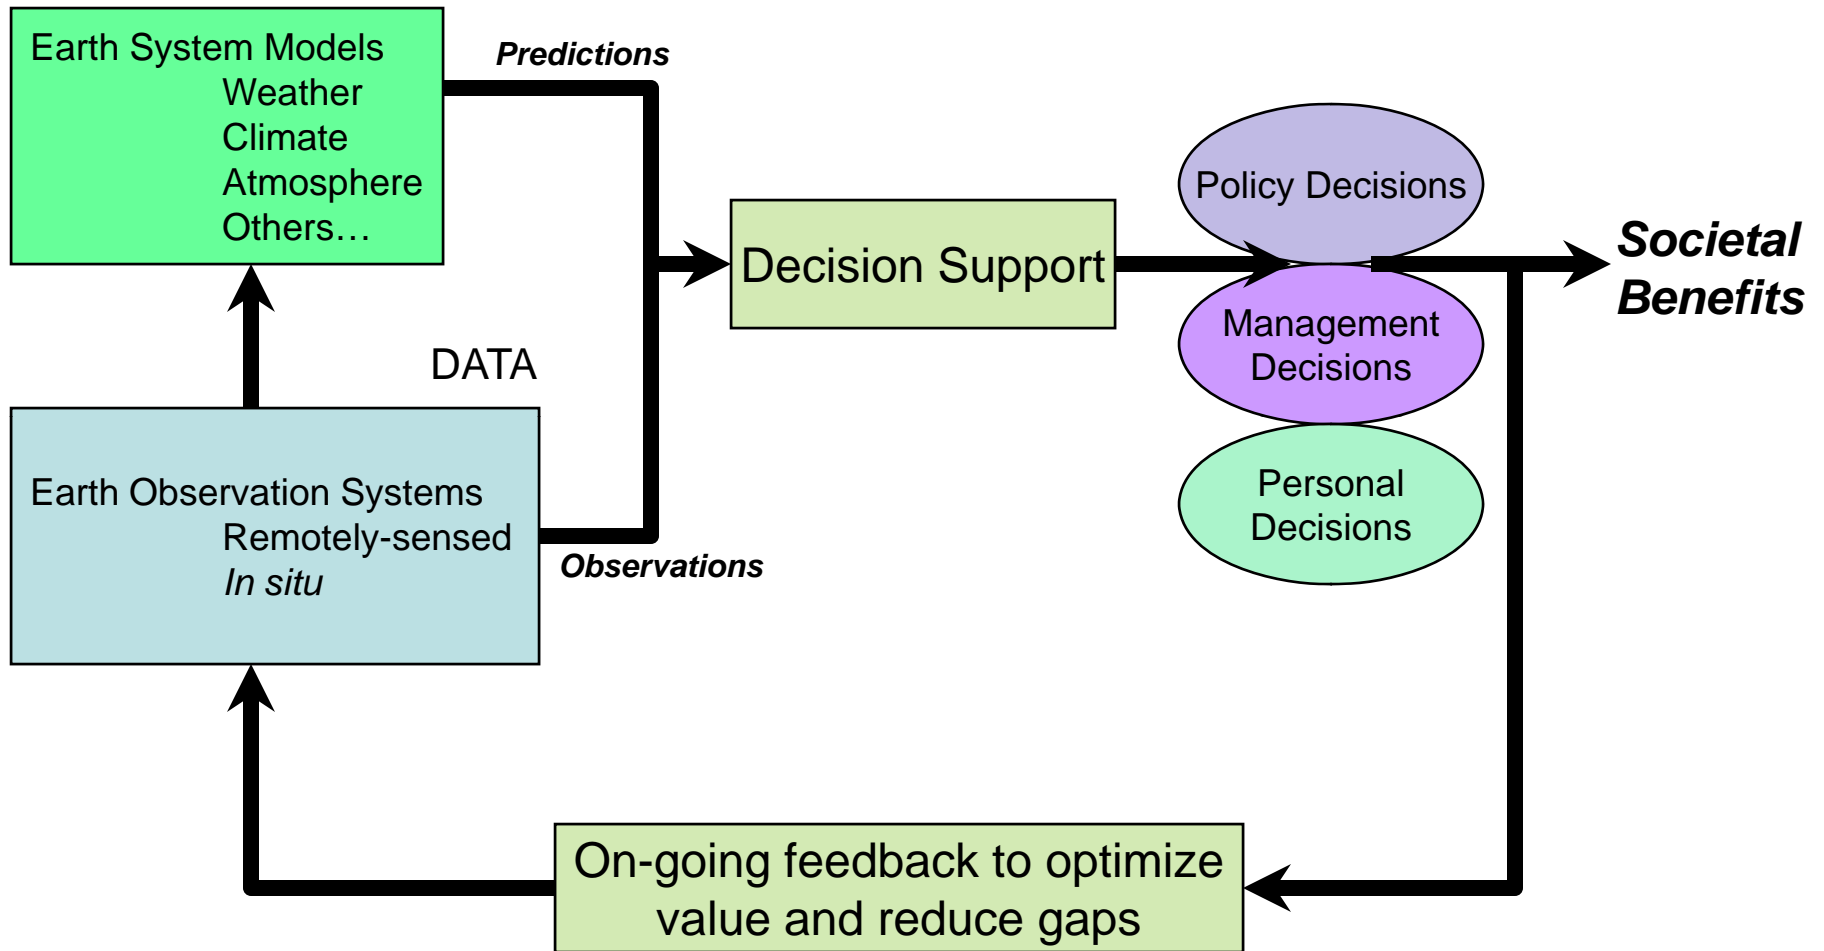 Earth System Models
Weather
Climate
Atmosphere
Others…
Predictions
DATA
Earth Observation Systems
Remotely-sensed
In situ
Observations
Decision Support
Policy Decisions
Management
Decisions
Personal
Decisions
Societal
Benefits
On-going feedback to optimize
value and reduce gaps